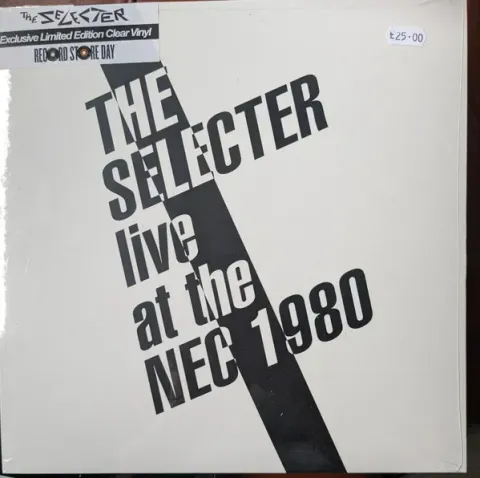 THE SELECTER
Exclusive Limited Edition Clear Vinyl
RECORD STORE DAY
£25.00
THE
SELECTER
live
at the
NEC 1980